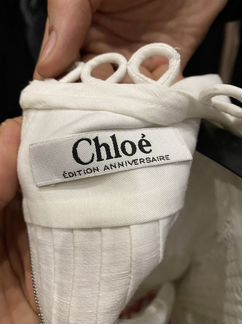 Chloé
ÉDITION ANNIVERSAIRE